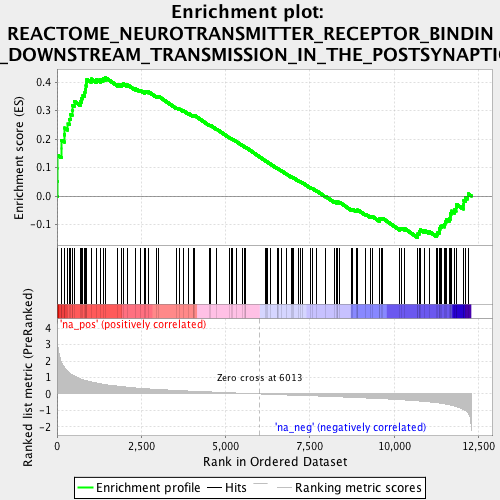 Enrichment plot:
REACTOME_NEUROTRANSMITTER_RECEPTOR_BINDIN
_DOWNSTREAM_TRANSMISSION_IN_THE_POSTSYNAPTI
Enrichment score (ES)
0.4
0.3
0.2
0.1
0.0
-0.1
'na_pos' (positively correlated)
Ranked list metric (PreRanked)
4
3
2
1
0
-1
-2
Zero cross at 6013
'na_neg' (negatively correlated)
0
2,500
5,000
7,500
10,000
12,500
Rank in Ordered Dataset
Enrichment profile
Hits
Ranking metric scores